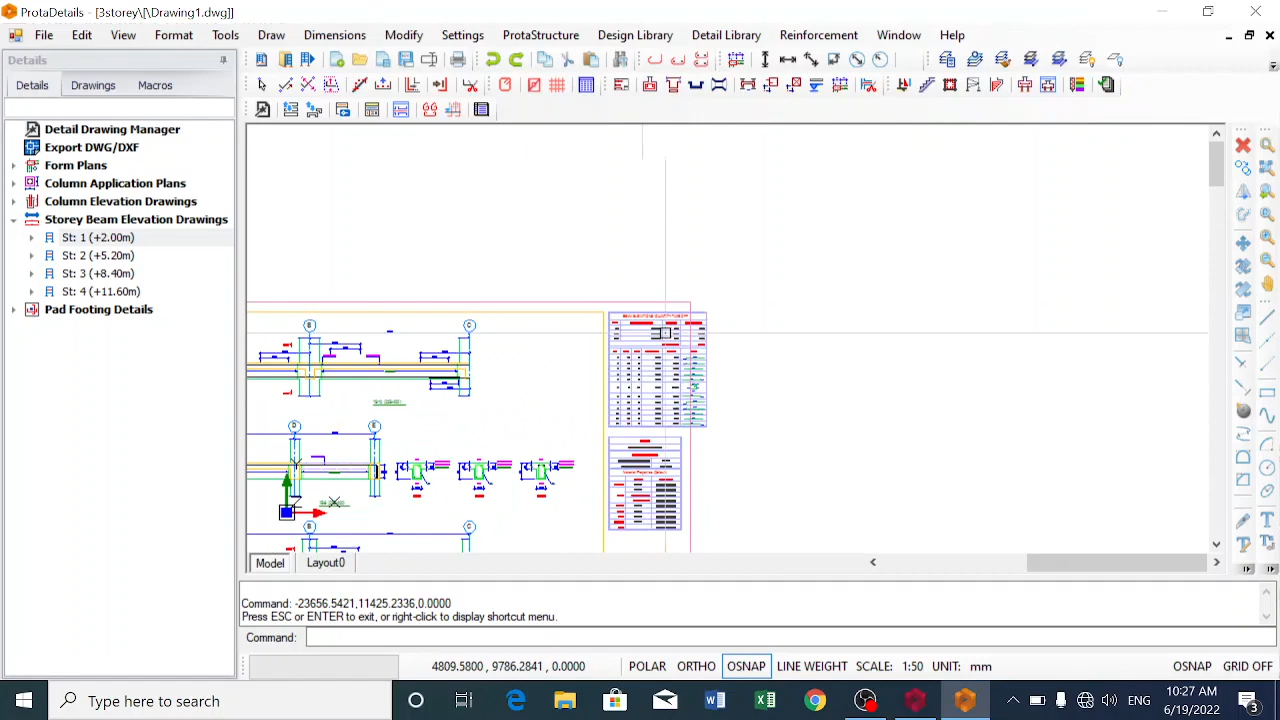 ProtaDetails - [3storey\[\Drawing1.dwg]]
File Edit View Format Tools Draw Dimensions Modify Settings ProtaStructure Design Library Detail Library Reinforcement Window Help
Details
Details Drawings Macros
Detail Drawing Manager
Export DWG/DXF
Form Plans
Column Application Plans
Column Elevation Drawings
Storey Beam Elevation Drawings
St: 1 (+2.00m)
St: 2 (+5.20m)
St: 3 (+8.40m)
St: 4 (+11.60m)
Pad Footing Details
B C
D E
B C
Model Layout0
Command: -23656.5421,11425.2336,0.0000
Press ESC or ENTER to exit, or right-click to display shortcut menu.
Command:
4809.5800 , 9786.2841 , 0.0000 POLAR ORTHO OSNAP LINE WEIGHT SCALE: 1:50 UNIT: mm OSNAP GRID OFF
Type here to search
ENG
10:27 AM
6/19/2022
3